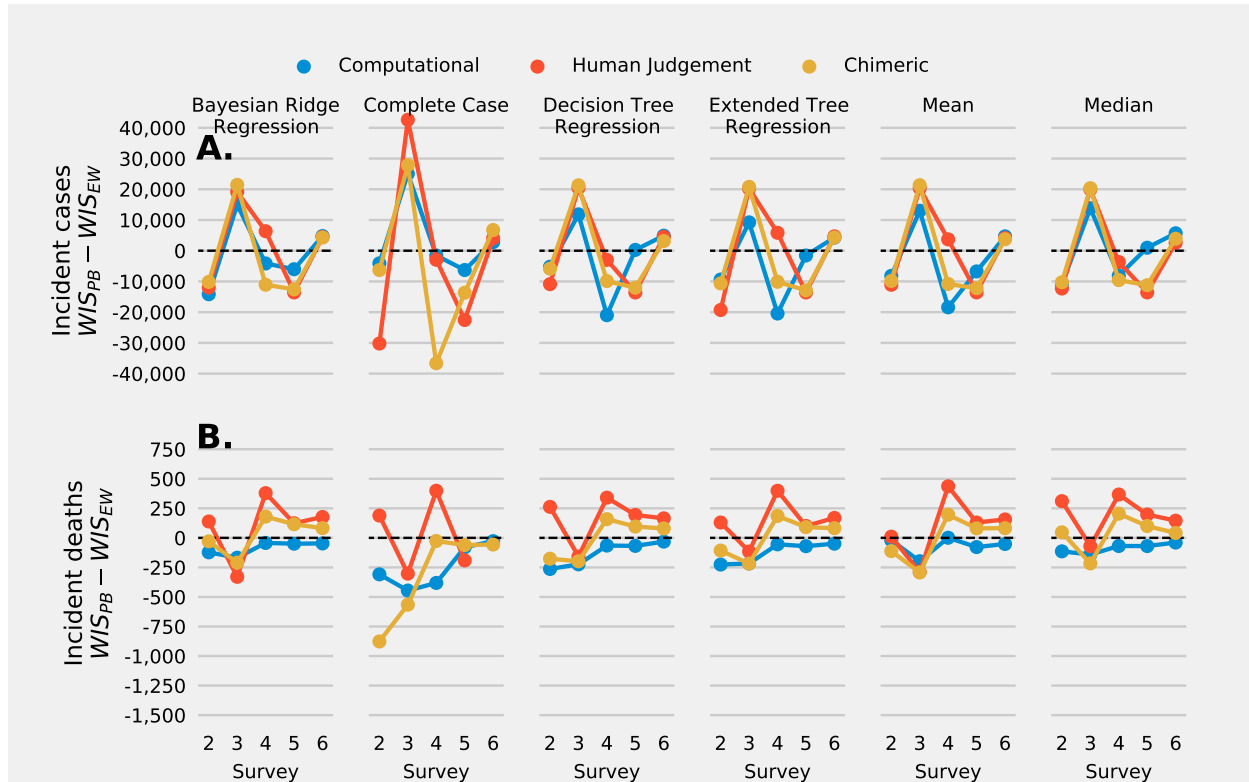 Computational Human Judgement Chimeric
Bayesian Ridge Regression
Complete Case
Decision Tree Regression
Extended Tree Regression
Mean
Median
A.
Incident cases
WIS_PB − WIS_EW
40,000
30,000
20,000
10,000
0
-10,000
-20,000
-30,000
-40,000
B.
Incident deaths
WIS_PB − WIS_EW
750
500
250
0
-250
-500
-750
-1,000
-1,250
-1,500
2 3 4 5 6 2 3 4 5 6 2 3 4 5 6 2 3 4 5 6 2 3 4 5 6 2 3 4 5 6
Survey Survey Survey Survey Survey Survey